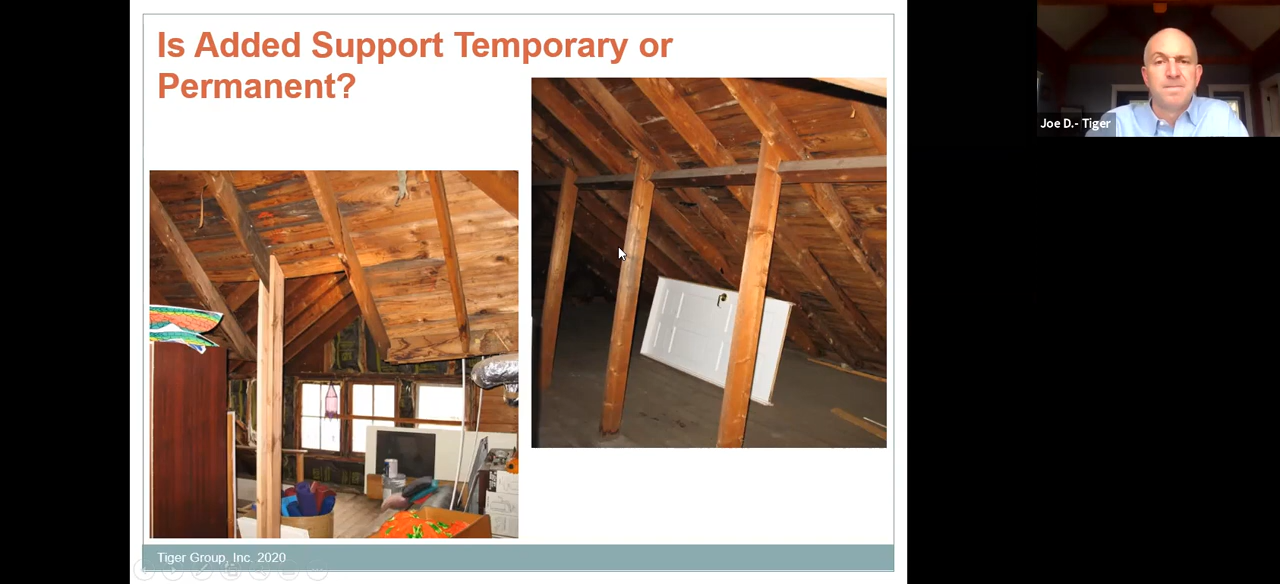 Is Added Support Temporary or
Permanent?
Joe D.- Tiger
Tiger Group, Inc. 2020